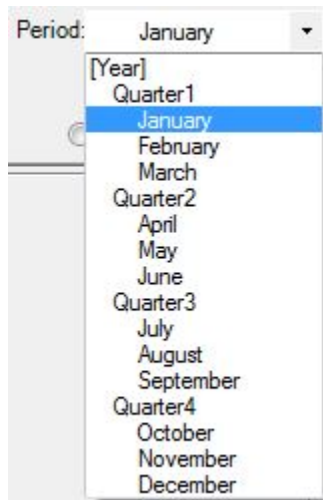 Period: January
[Year]
Quarter1
January
February
March
Quarter2
April
May
June
Quarter3
July
August
September
Quarter4
October
November
December